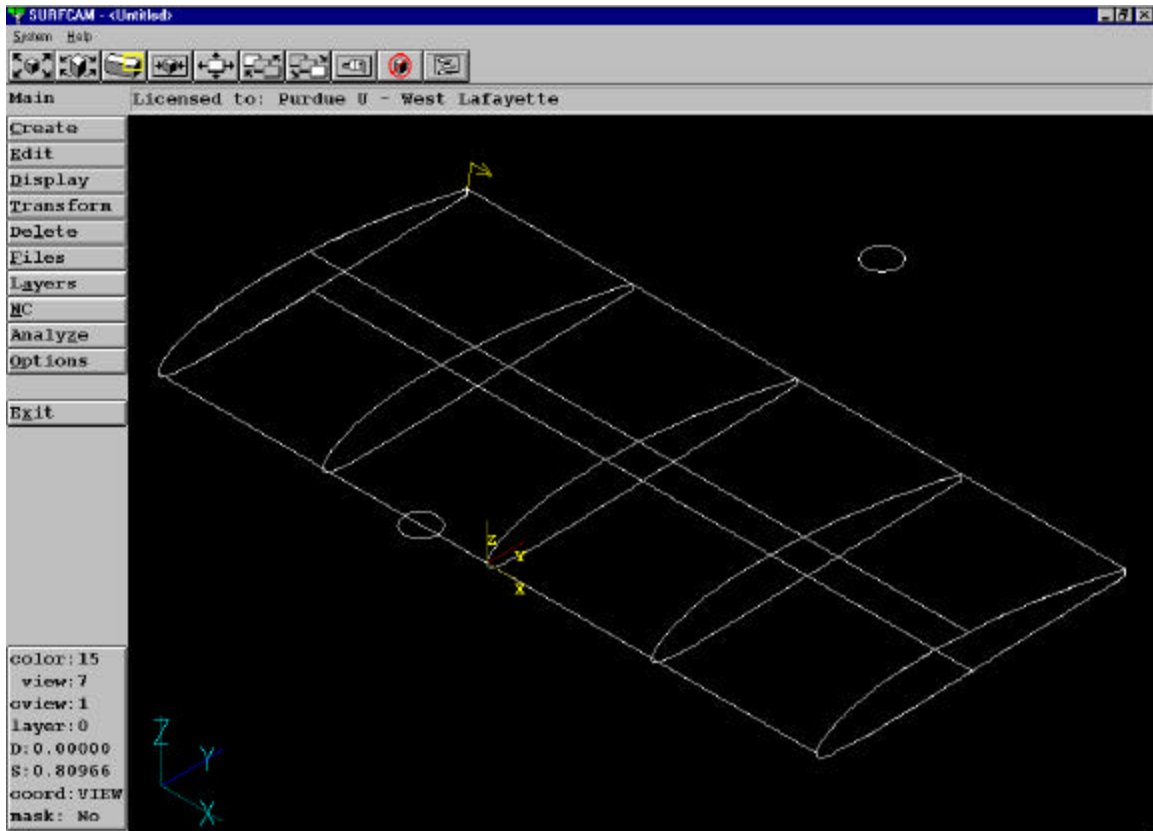 SURFCAM - <Untitled>
System Help
Main Licensed to: Purdue U - West Lafayette
Create
Edit
Display
Transform
Delete
Files
Layers
NC
Analyze
Options
Exit
Z
Y
X
color:15
view:7
cview:1
layer:0
D:0.00000
S:0.80966
coord:VIEW
mask: No
Z
Y
X